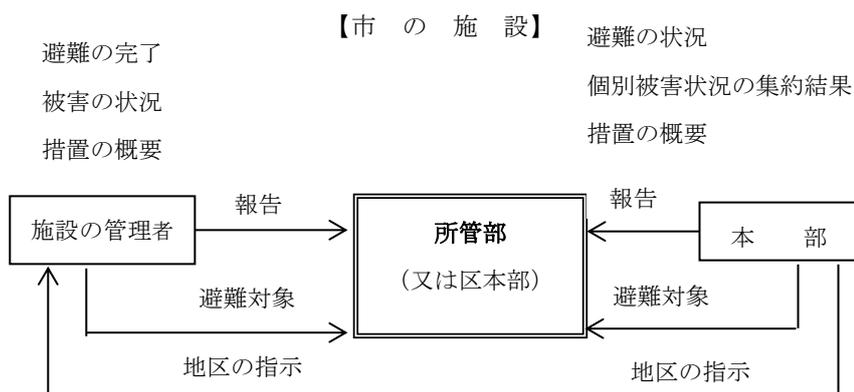 【市　の　施　設】
避難の完了
被害の状況
措置の概要
避難の状況
個別被害状況の集約結果
措置の概要
施設の管理者
報告
所管部
（又は区本部）
報告
本　　部
避難対象
地区の指示
避難対象
地区の指示